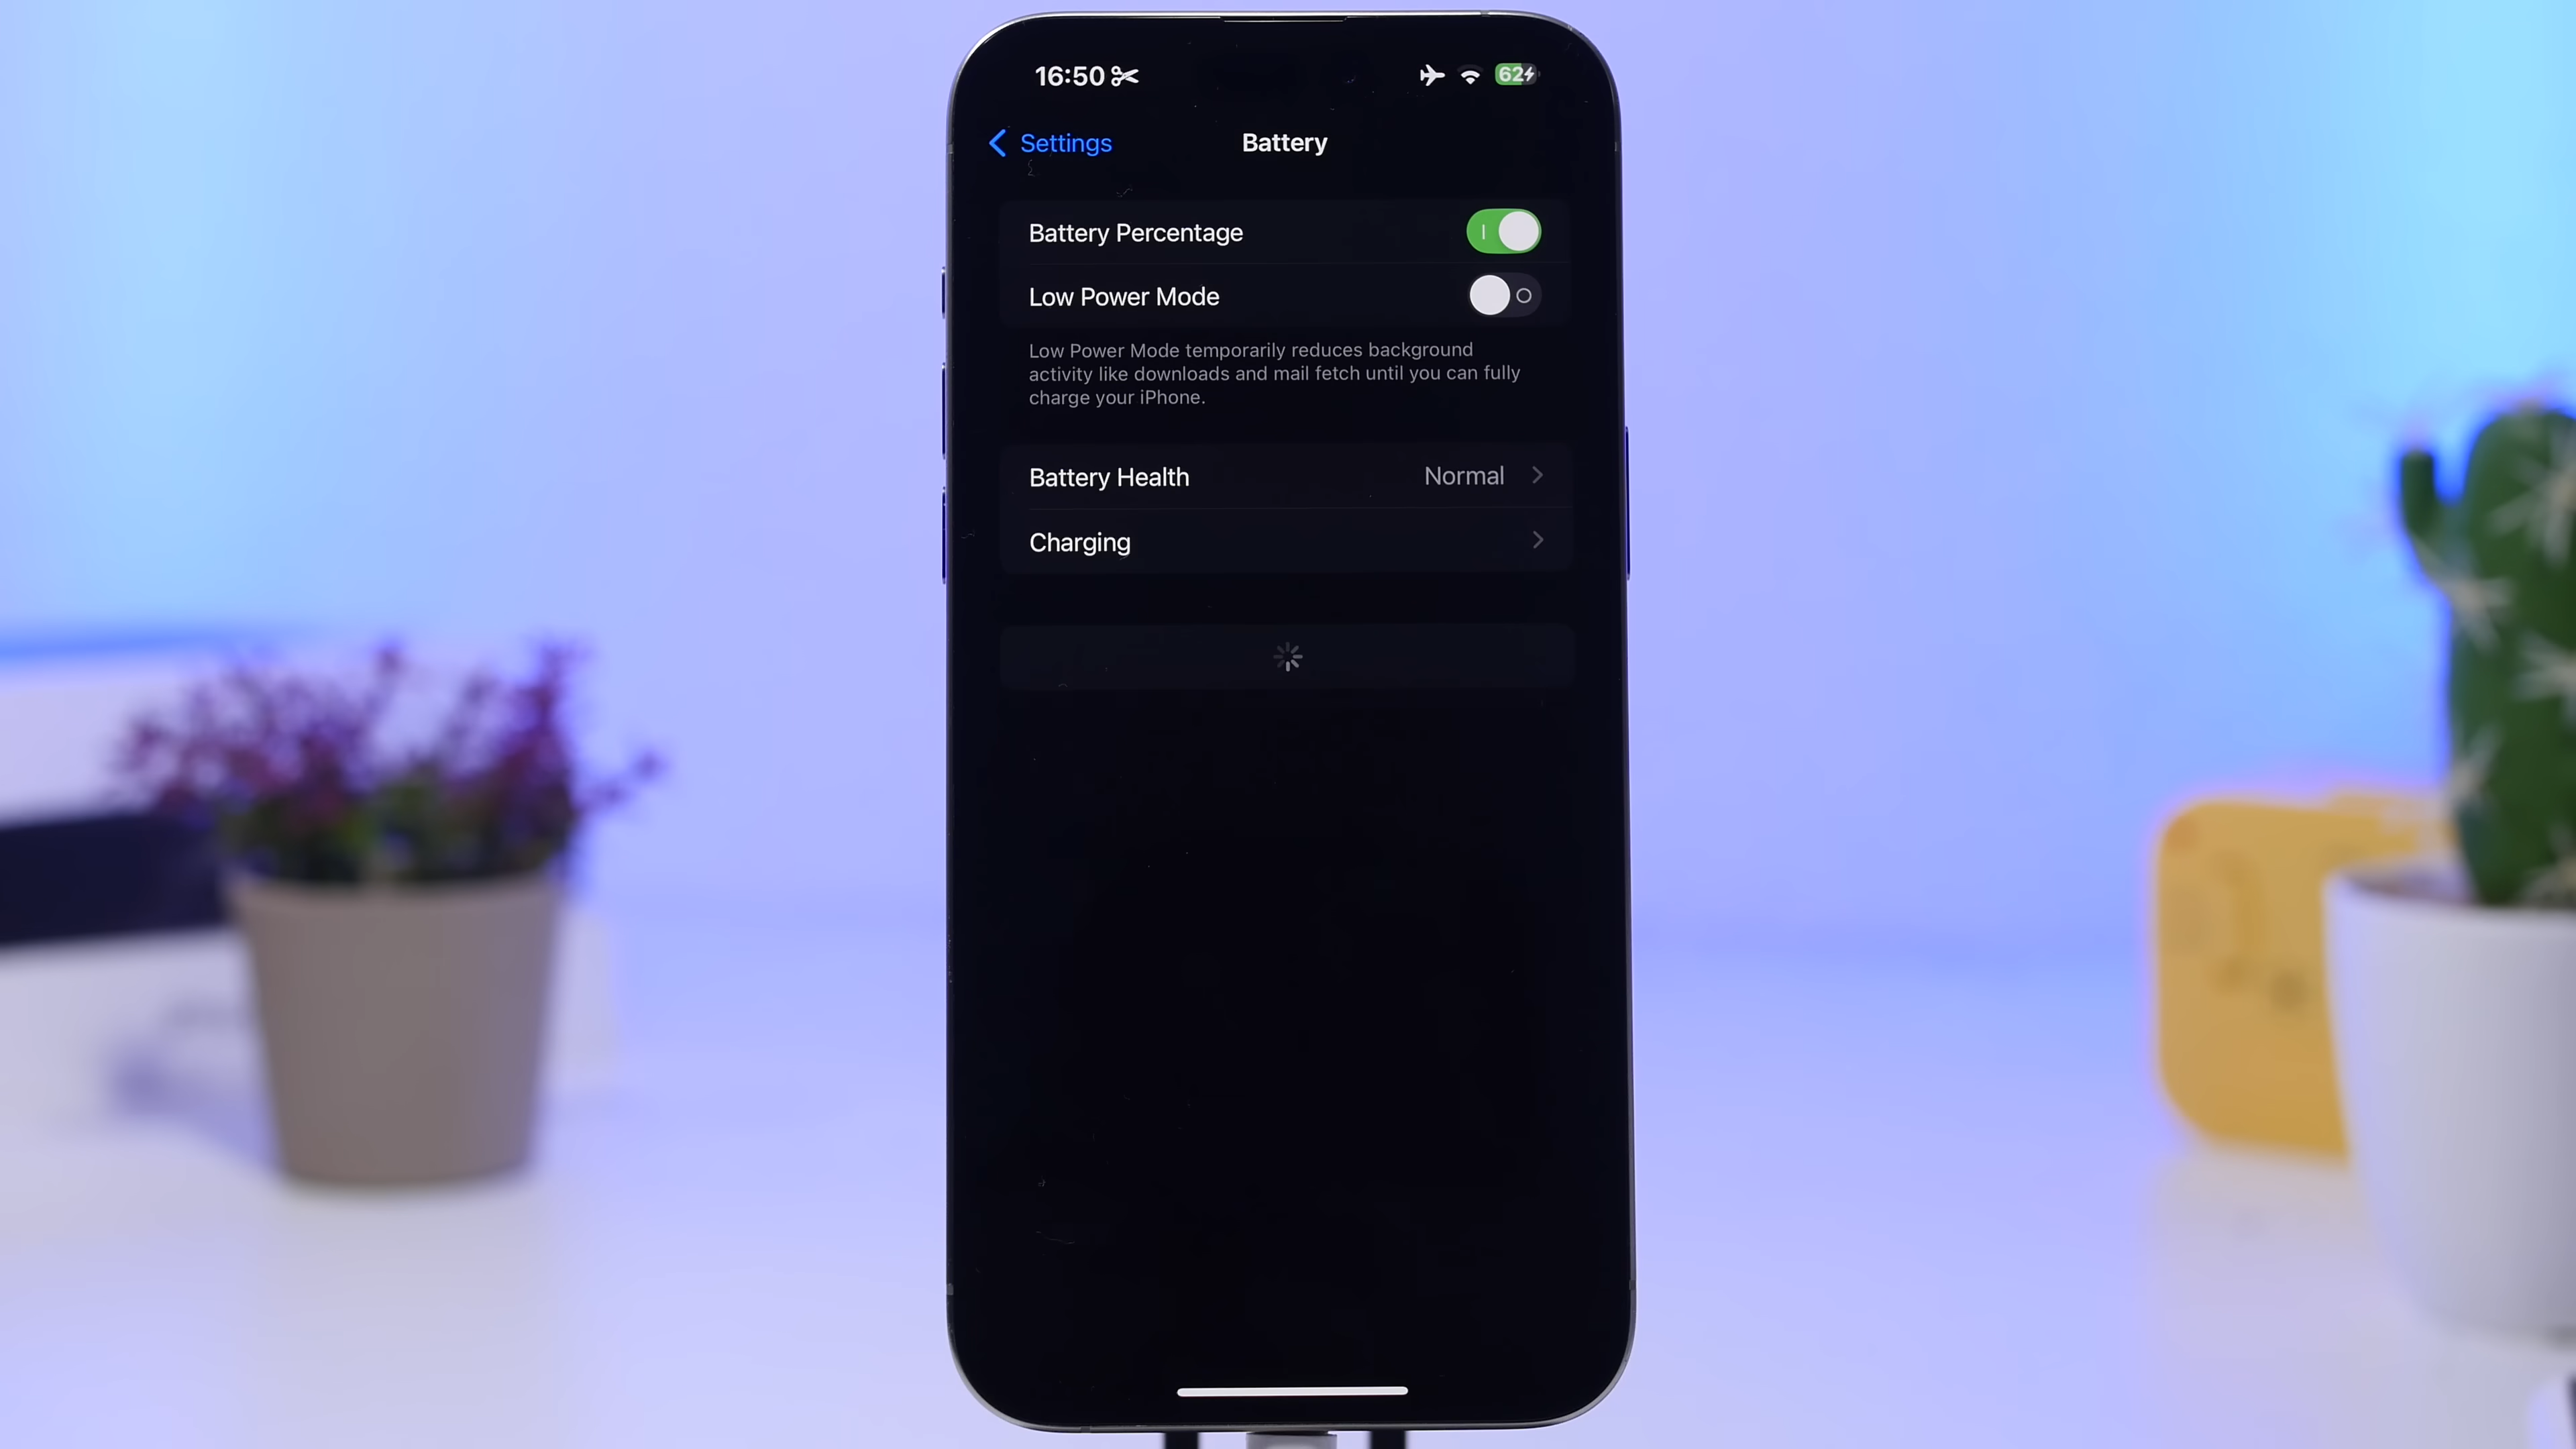 16:50
62
Settings
Battery
Battery Percentage
Low Power Mode
Low Power Mode temporarily reduces background
activity like downloads and mail fetch until you can fully
charge your iPhone.
Battery Health
Normal
Charging